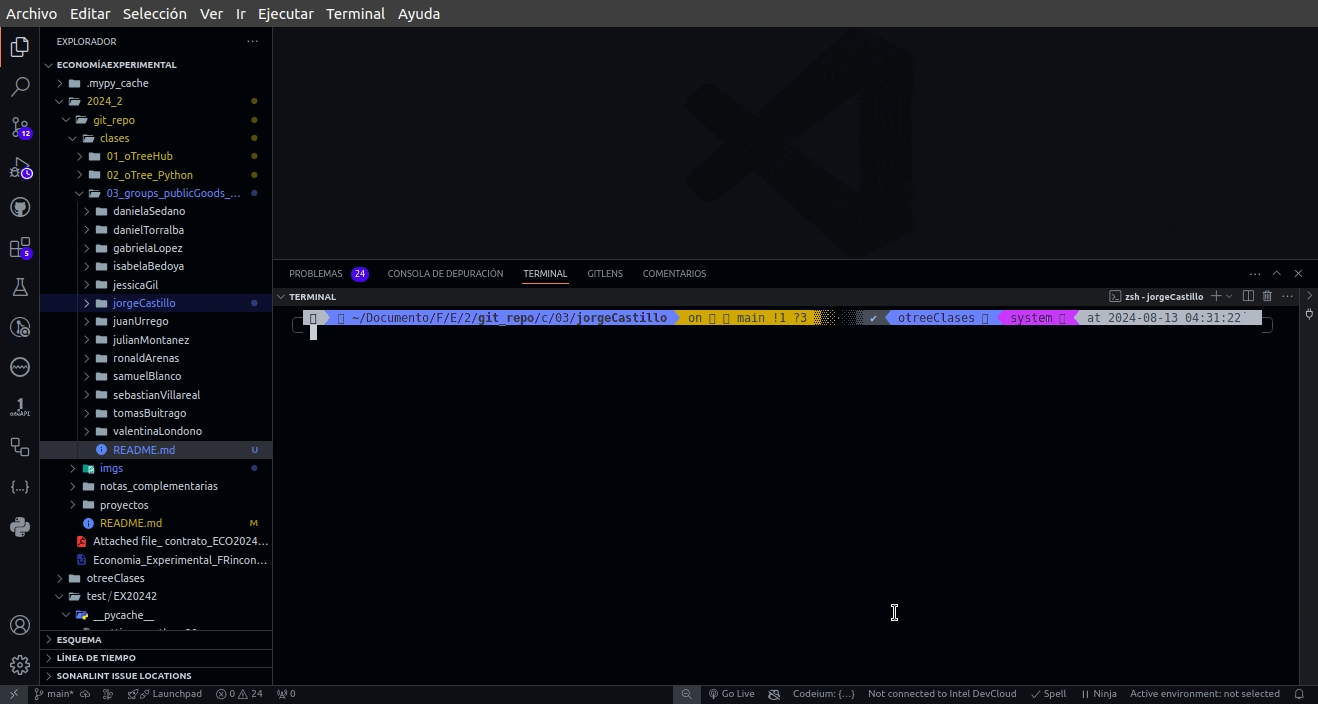 Archivo Editar Selección Ver Ir Ejecutar Terminal Ayuda
EXPLORADOR
ECONOMÍAEXPERIMENTAL
.mypy_cache
2024_2
git_repo
clases
01_oTreeHub
02_oTree_Python
03_groups_publicGoods_...
danielaSedano
danielTorralba
gabrielaLopez
isabelaBedoya
jessicaGil
jorgeCastillo
juanUrrego
julianMontanez
ronaldArenas
samuelBlanco
sebastianVillareal
tomasBuitrago
valentinaLondono
README.md U
imgs
notas_complementarias
proyectos
README.md M
Attached file_ contrato_ECO2024...
Economia_Experimental_FRincon...
otreeClases
test / EX20242
__pycache__
ESQUEMA
LÍNEA DE TIEMPO
SONARLINT ISSUE LOCATIONS
12
5
1
oneAPI
PROBLEMAS 24 CONSOLA DE DEPURACIÓN TERMINAL GITLENS COMENTARIOS
TERMINAL
zsh - jorgeCastillo
~/Documento/F/E/2/git_repo/c/03/jorgeCastillo on main !1 ?3 ✔ otreeClases system at 2024-08-13 04:31:22
main* Launchpad 0 24 0 Go Live Codeium: {...} Not connected to Intel DevCloud Spell Ninja Active environment: not selected